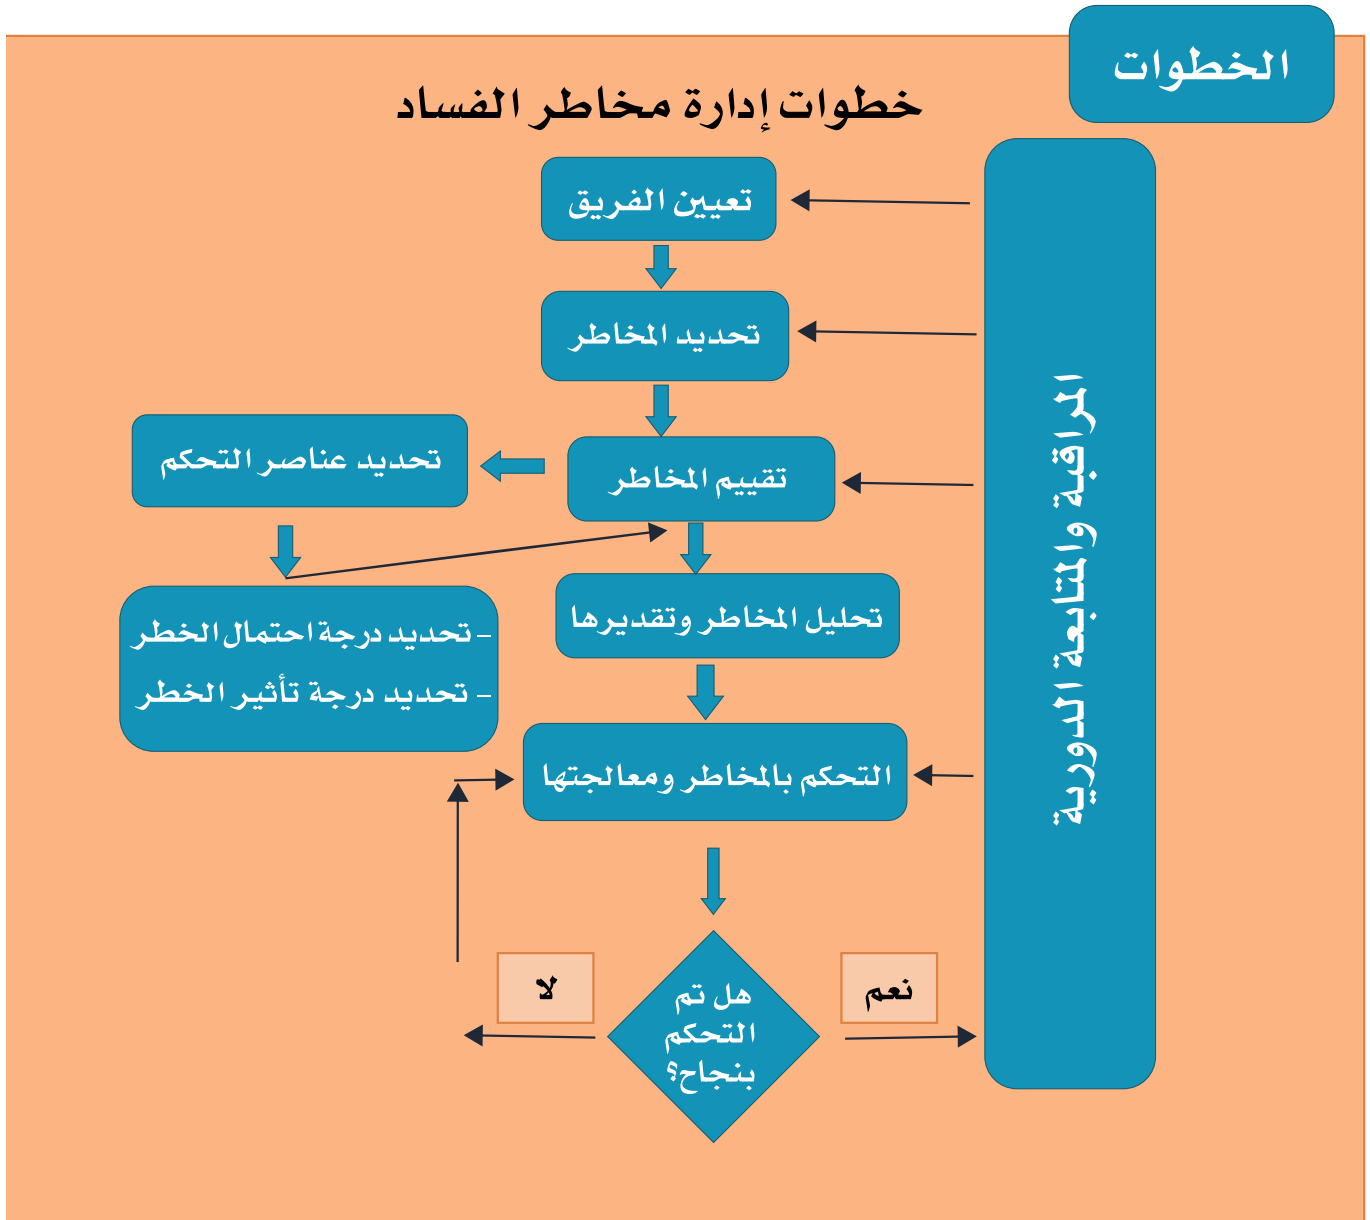 الخطوات
خطوات إدارة مخاطر الفساد
تعيين الفريق
تحديد المخاطر
تقييم المخاطر
تحديد عناصر التحكم
تحليل المخاطر وتقديرها
– تحديد درجة احتمال الخطر
– تحديد درجة تأثير الخطر
التحكم بالمخاطر ومعالجتها
المراقبة والمتابعة الدورية
نعم
هل تم
التحكم
بنجاح؟
لا